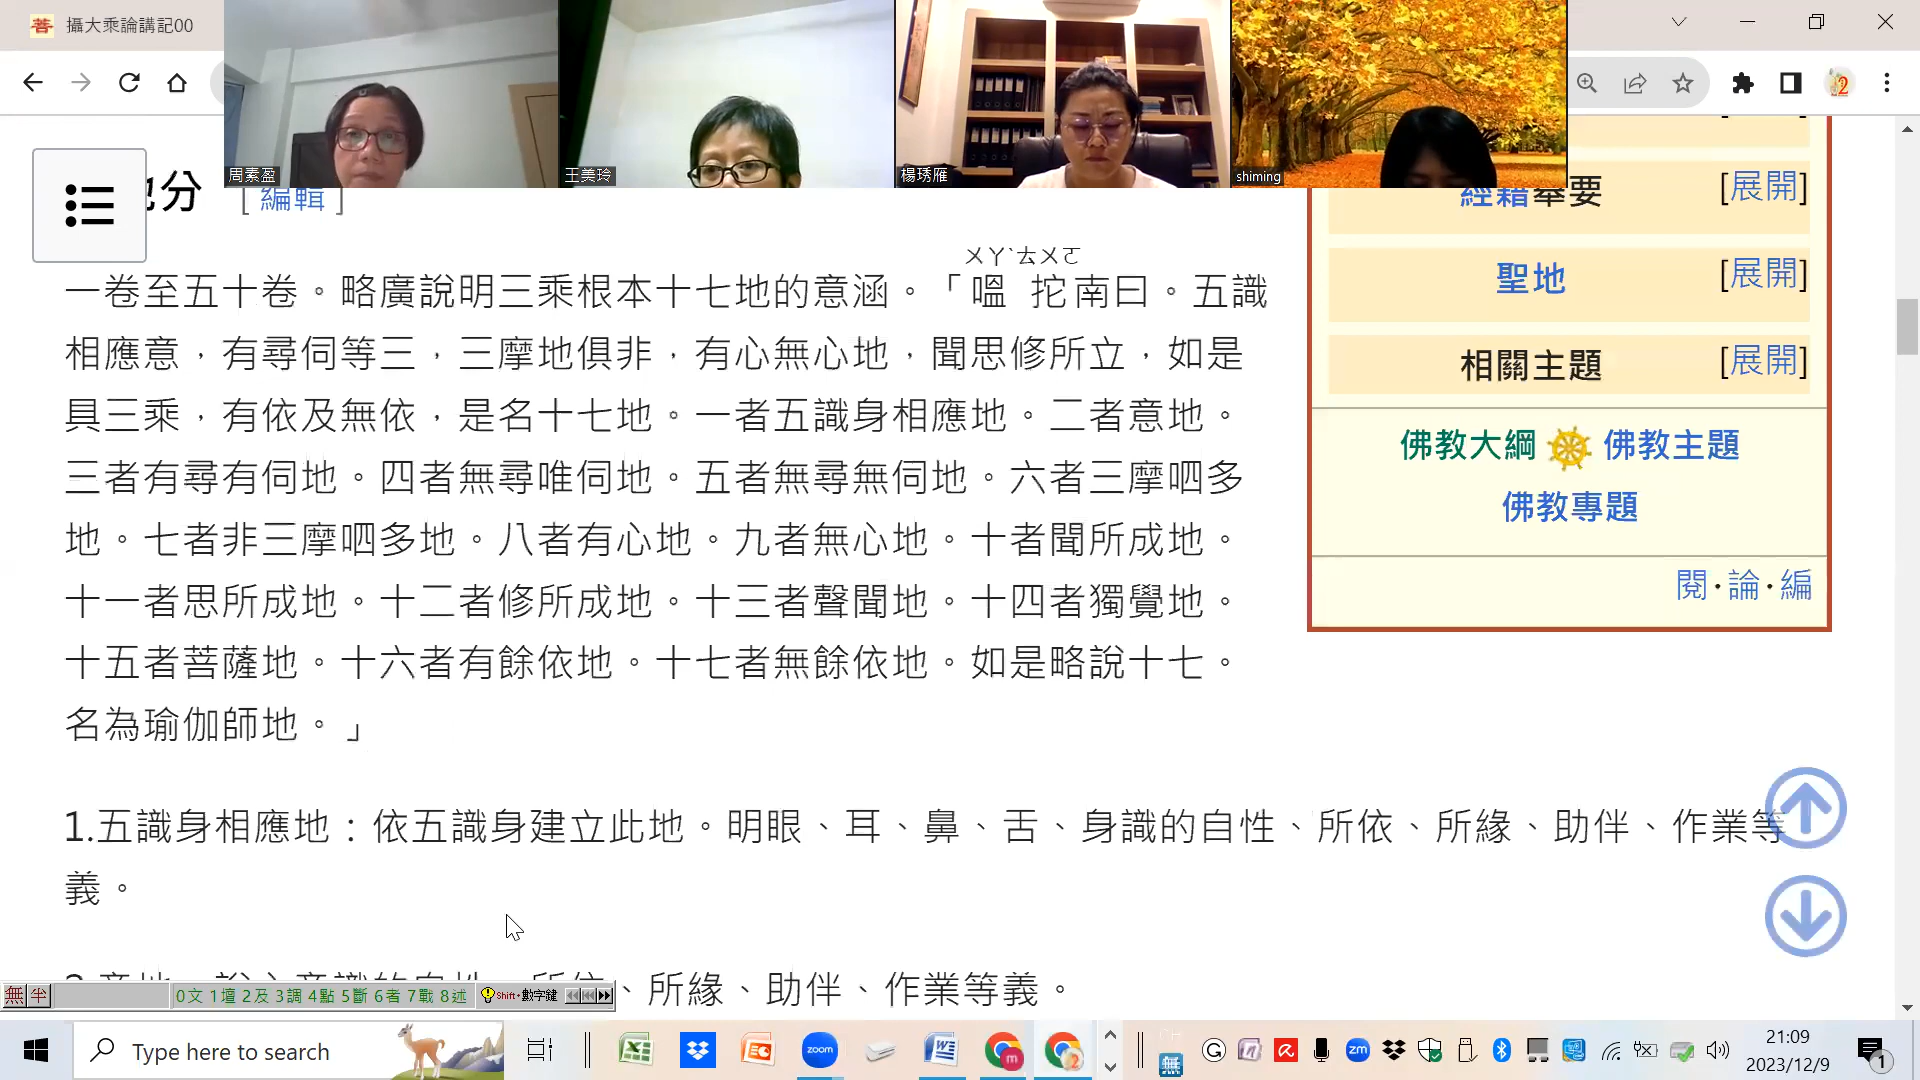 攝大乘論講記00
周素盈
王美玲
楊琇雁
shiming
地分 [ 編輯 ]
ㄨㄚˋㄊㄨㄛ
一卷至五十卷。略廣說明三乘根本十七地的意涵。「嗢 拕南曰。五識
相應意，有尋伺等三，三摩地俱非，有心無心地，聞思修所立，如是
具三乘，有依及無依，是名十七地。一者五識身相應地。二者意地。
三者有尋有伺地。四者無尋唯伺地。五者無尋無伺地。六者三摩呬多
地。七者非三摩呬多地。八者有心地。九者無心地。十者聞所成地。
十一者思所成地。十二者修所成地。十三者聲聞地。十四者獨覺地。
十五者菩薩地。十六者有餘依地。十七者無餘依地。如是略說十七。
名為瑜伽師地。」
1.五識身相應地：依五識身建立此地。明眼、耳、鼻、舌、身識的自性、所依、所緣、助伴、作業等
義。
、所緣、助伴、作業等義。
經籍舉要 [展開]
聖地 [展開]
相關主題 [展開]
佛教大綱 佛教主題
佛教專題
閱·論·編
無 半 0文 1壇 2及 3調 4點 5斷 6者 7戰 8述 Shift+數字鍵
Type here to search
zoom
zm
21:09
2023/12/9
1